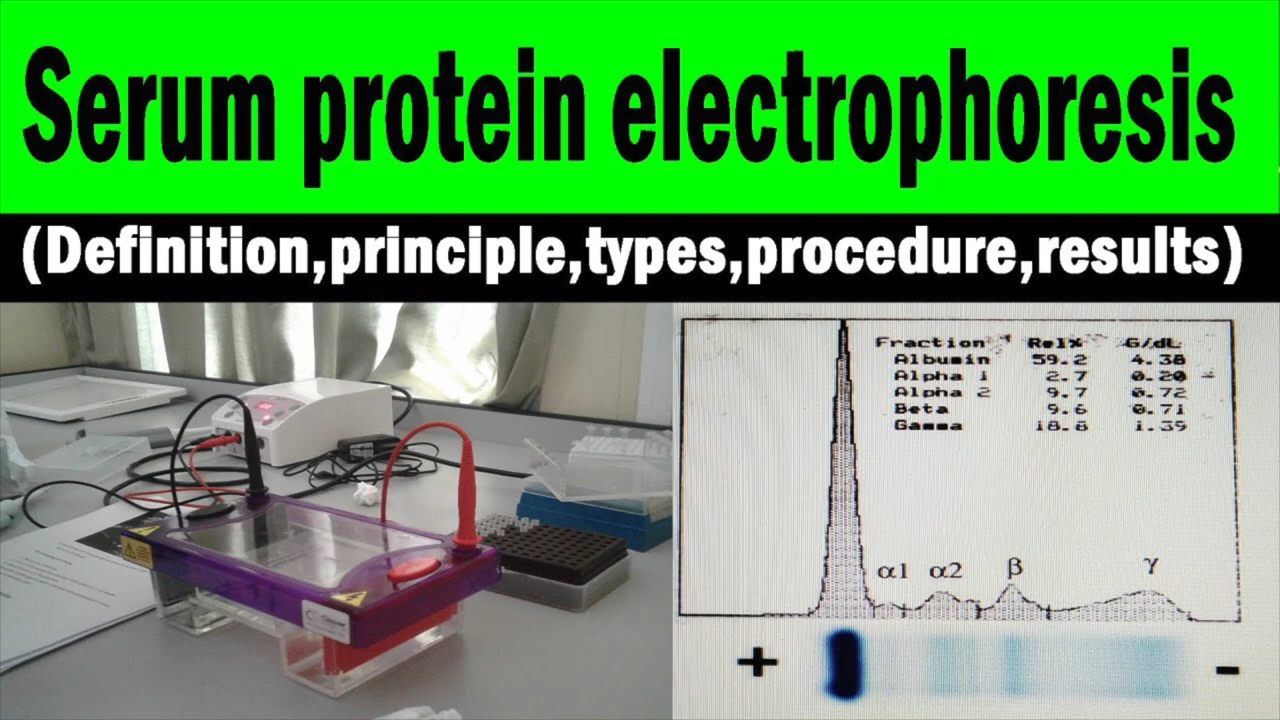 Serum protein electrophoresis
(Definition,principle,types,procedure,results)
Fraction Rel% G/dL
Albumin 59.2 4.38
Alpha 1 2.7 0.20
Alpha 2 9.7 0.72
Beta 9.6 0.71
Gamma 18.8 1.39
α1 α2 β γ
+ -